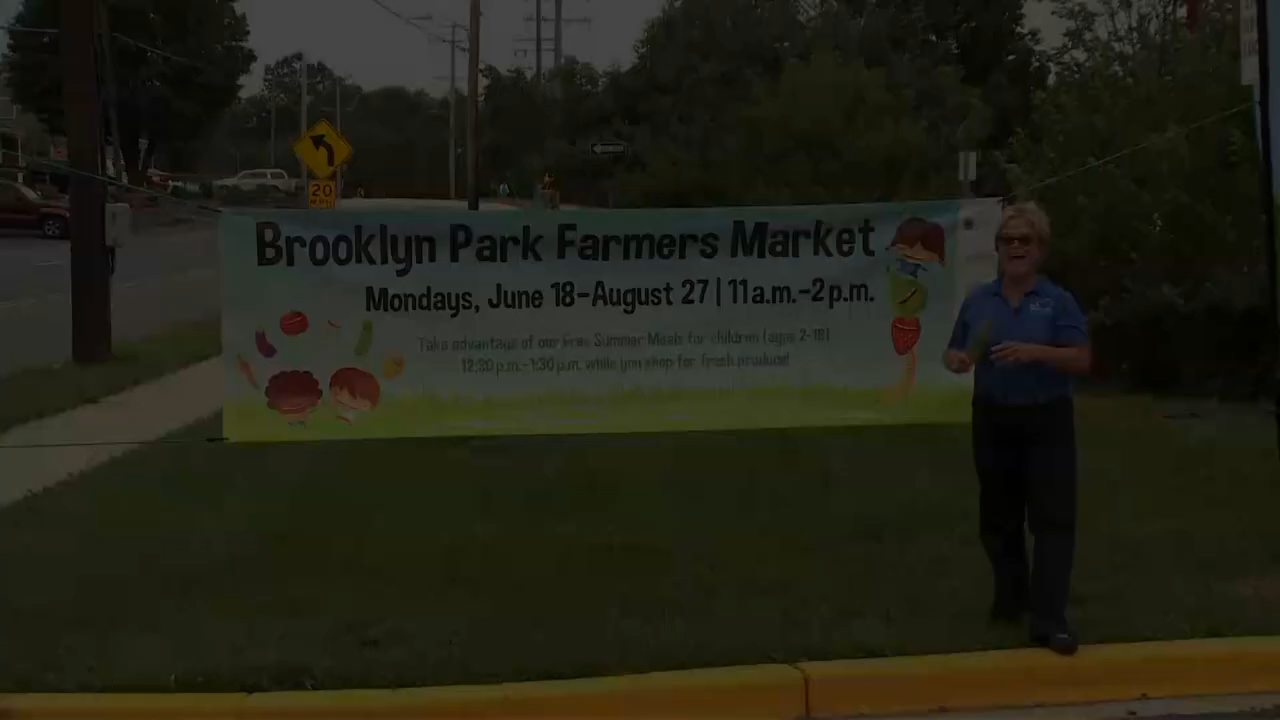 20
MPH
Brooklyn Park Farmers Market
Mondays, June 18-August 27 | 11 a.m.-2 p.m.
Take advantage of our Free Summer Meals for children (ages 2-18)
12:30 p.m.-1:30 p.m. while you shop for fresh produce!